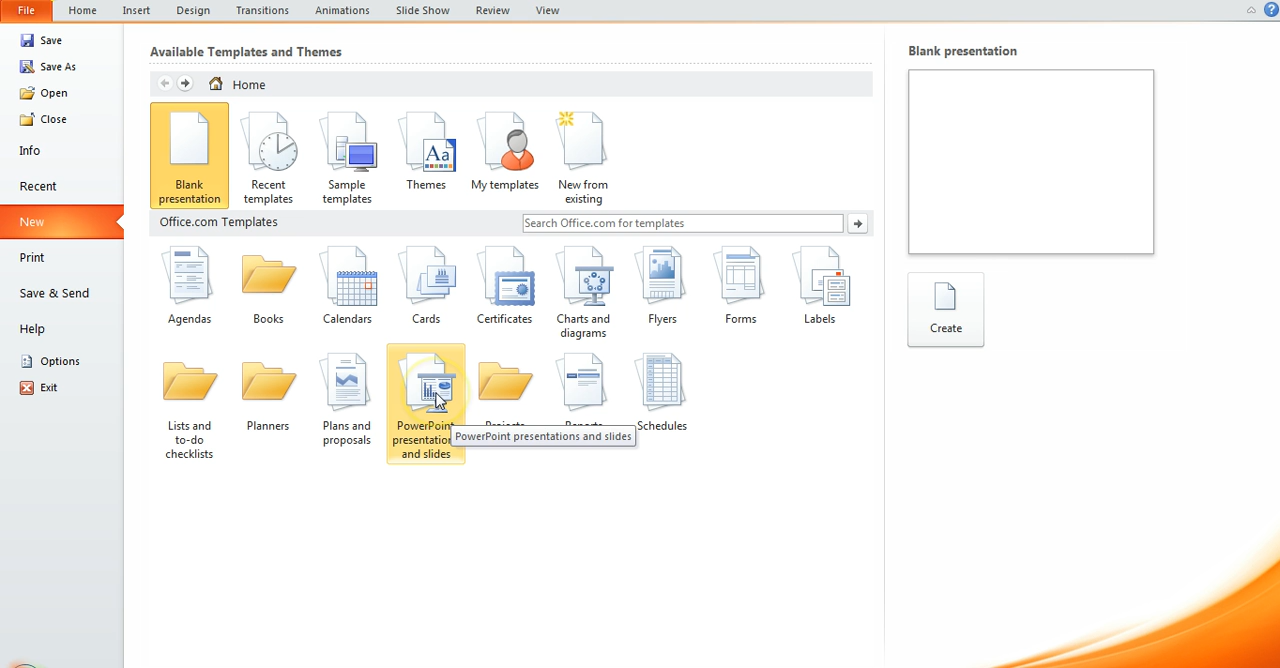 File Home Insert Design Transitions Animations Slide Show Review View
Save
Save As
Open
Close
Info
Recent
New
Print
Save & Send
Help
Options
Exit
Available Templates and Themes
Home
Blank presentation
Recent templates
Sample templates
Themes
My templates
New from existing
Office.com Templates
Search Office.com for templates
Agendas
Books
Calendars
Cards
Certificates
Charts and diagrams
Flyers
Forms
Labels
Lists and to-do checklists
Planners
Plans and proposals
PowerPoint presentations and slides
PowerPoint presentations and slides
Schedules
Blank presentation
Create